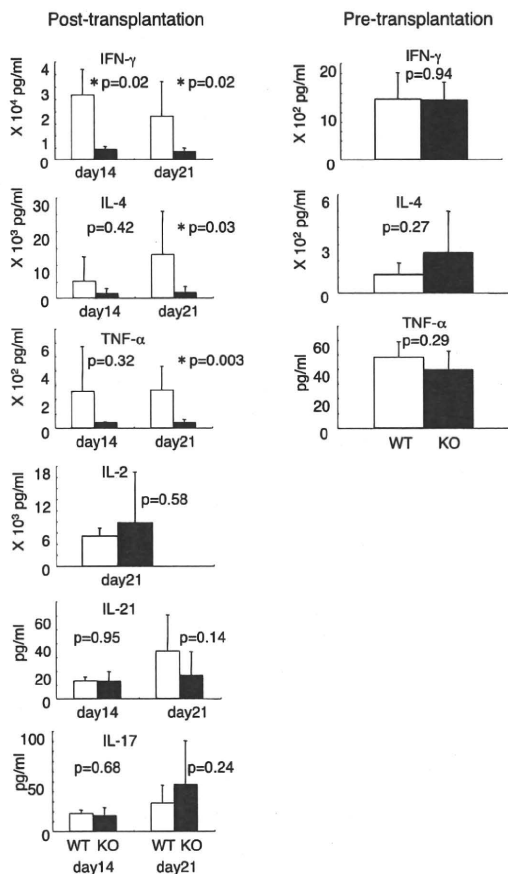 Post-transplantation
IFN-γ
X 10⁴ pg/ml
4
3
2
1
0
* p=0.02
* p=0.02
day14
day21
IL-4
X 10³ pg/ml
30
20
10
0
p=0.42
* p=0.03
day14
day21
TNF-α
X 10² pg/ml
6
4
2
0
p=0.32
* p=0.003
day14
day21
IL-2
X 10³ pg/ml
18
12
6
0
p=0.58
day21
IL-21
pg/ml
60
40
20
0
p=0.95
p=0.14
day14
day21
IL-17
pg/ml
100
50
0
p=0.68
p=0.24
WT KO
WT KO
day14
day21
Pre-transplantation
IFN-γ
X 10² pg/ml
20
10
0
p=0.94
IL-4
X 10² pg/ml
6
3
0
p=0.27
TNF-α
pg/ml
60
40
20
0
p=0.29
WT
KO